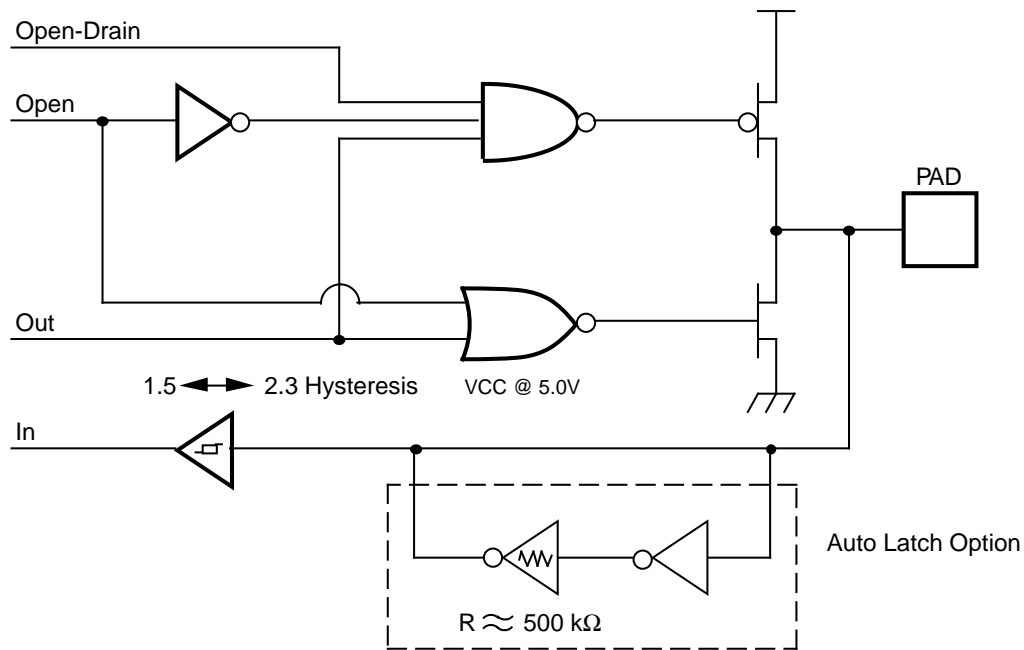 Open-Drain
Open
PAD
Out
1.5 2.3 Hysteresis
VCC @ 5.0V
In
Auto Latch Option
R ≈ 500 kΩ